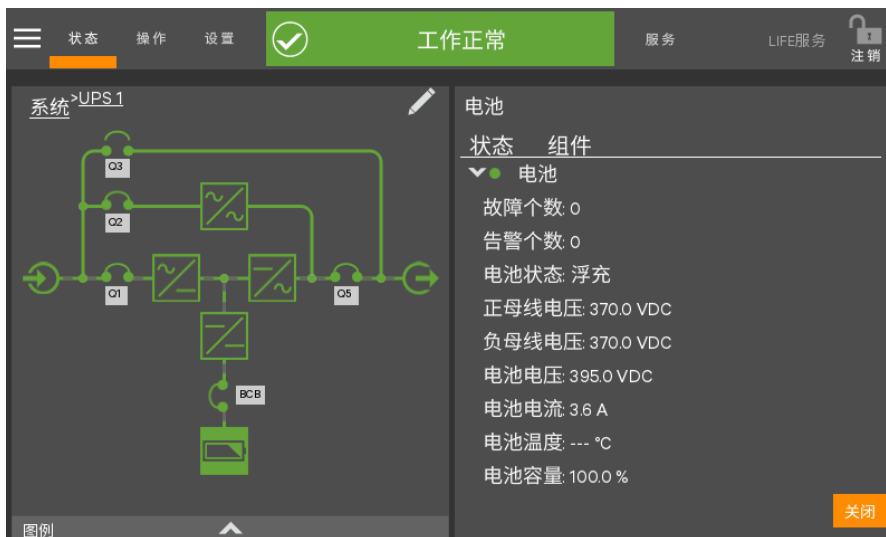 状态 操作 设置 工作正常 服务 LIFE服务 注销
系统>UPS 1
Q3
Q2
Q1
Q5
BCB
图例
电池
状态 组件
电池
故障个数: 0
告警个数: 0
电池状态: 浮充
正母线电压: 370.0 VDC
负母线电压: 370.0 VDC
电池电压: 395.0 VDC
电池电流: 3.6 A
电池温度: --- °C
电池容量: 100.0 %
关闭